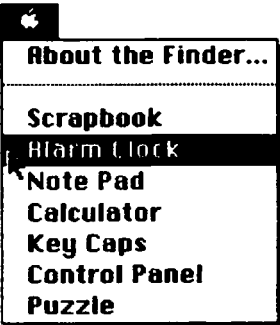 About the Finder...
Scrapbook
Alarm Clock
Note Pad
Calculator
Key Caps
Control Panel
Puzzle